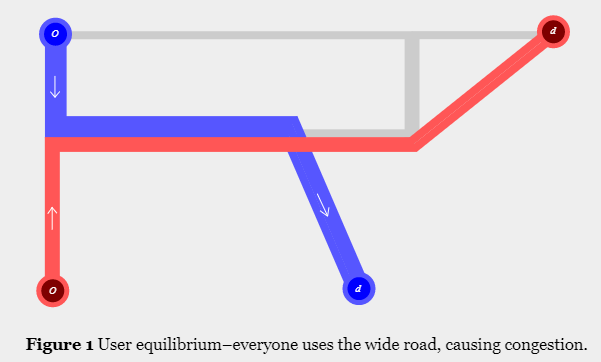 O
d
O
d
Figure 1 User equilibrium–everyone uses the wide road, causing congestion.